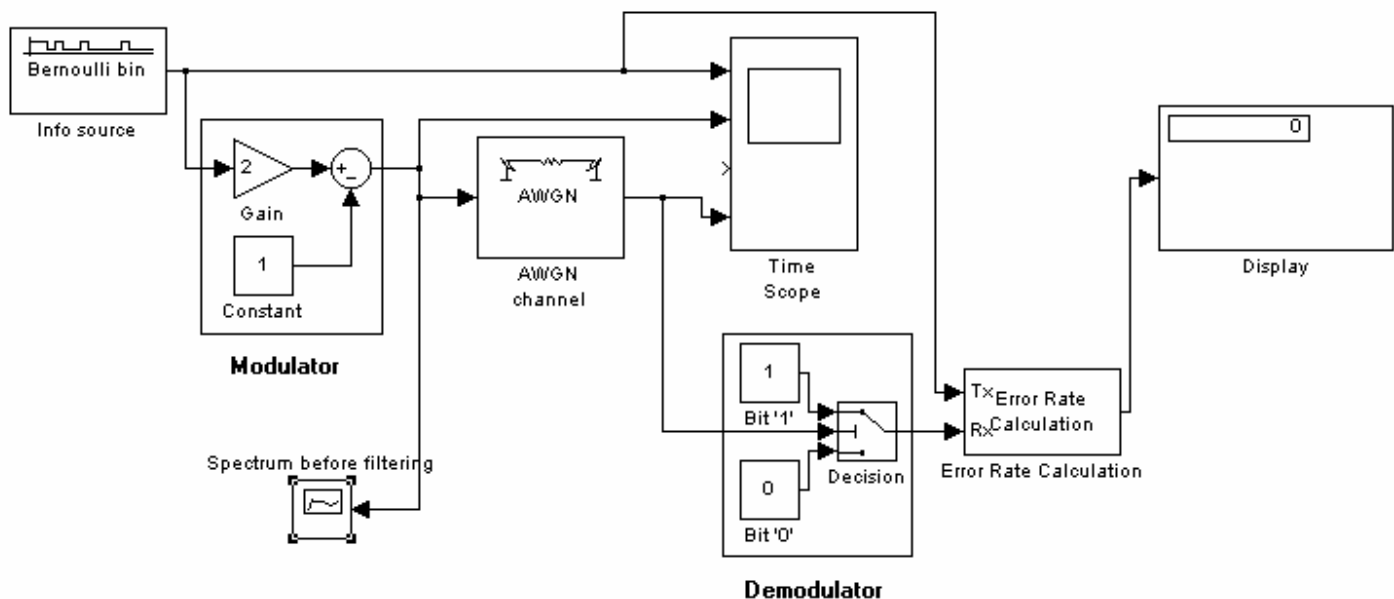 Bernoulli bin
Info source
2
Gain
+
-
1
Constant
Modulator
AWGN
AWGN
channel
Time
Scope
0
Display
1
Bit '1'
0
Bit '0'
Decision
Demodulator
Tx
Rx
Error Rate
Calculation
Error Rate Calculation
Spectrum before filtering